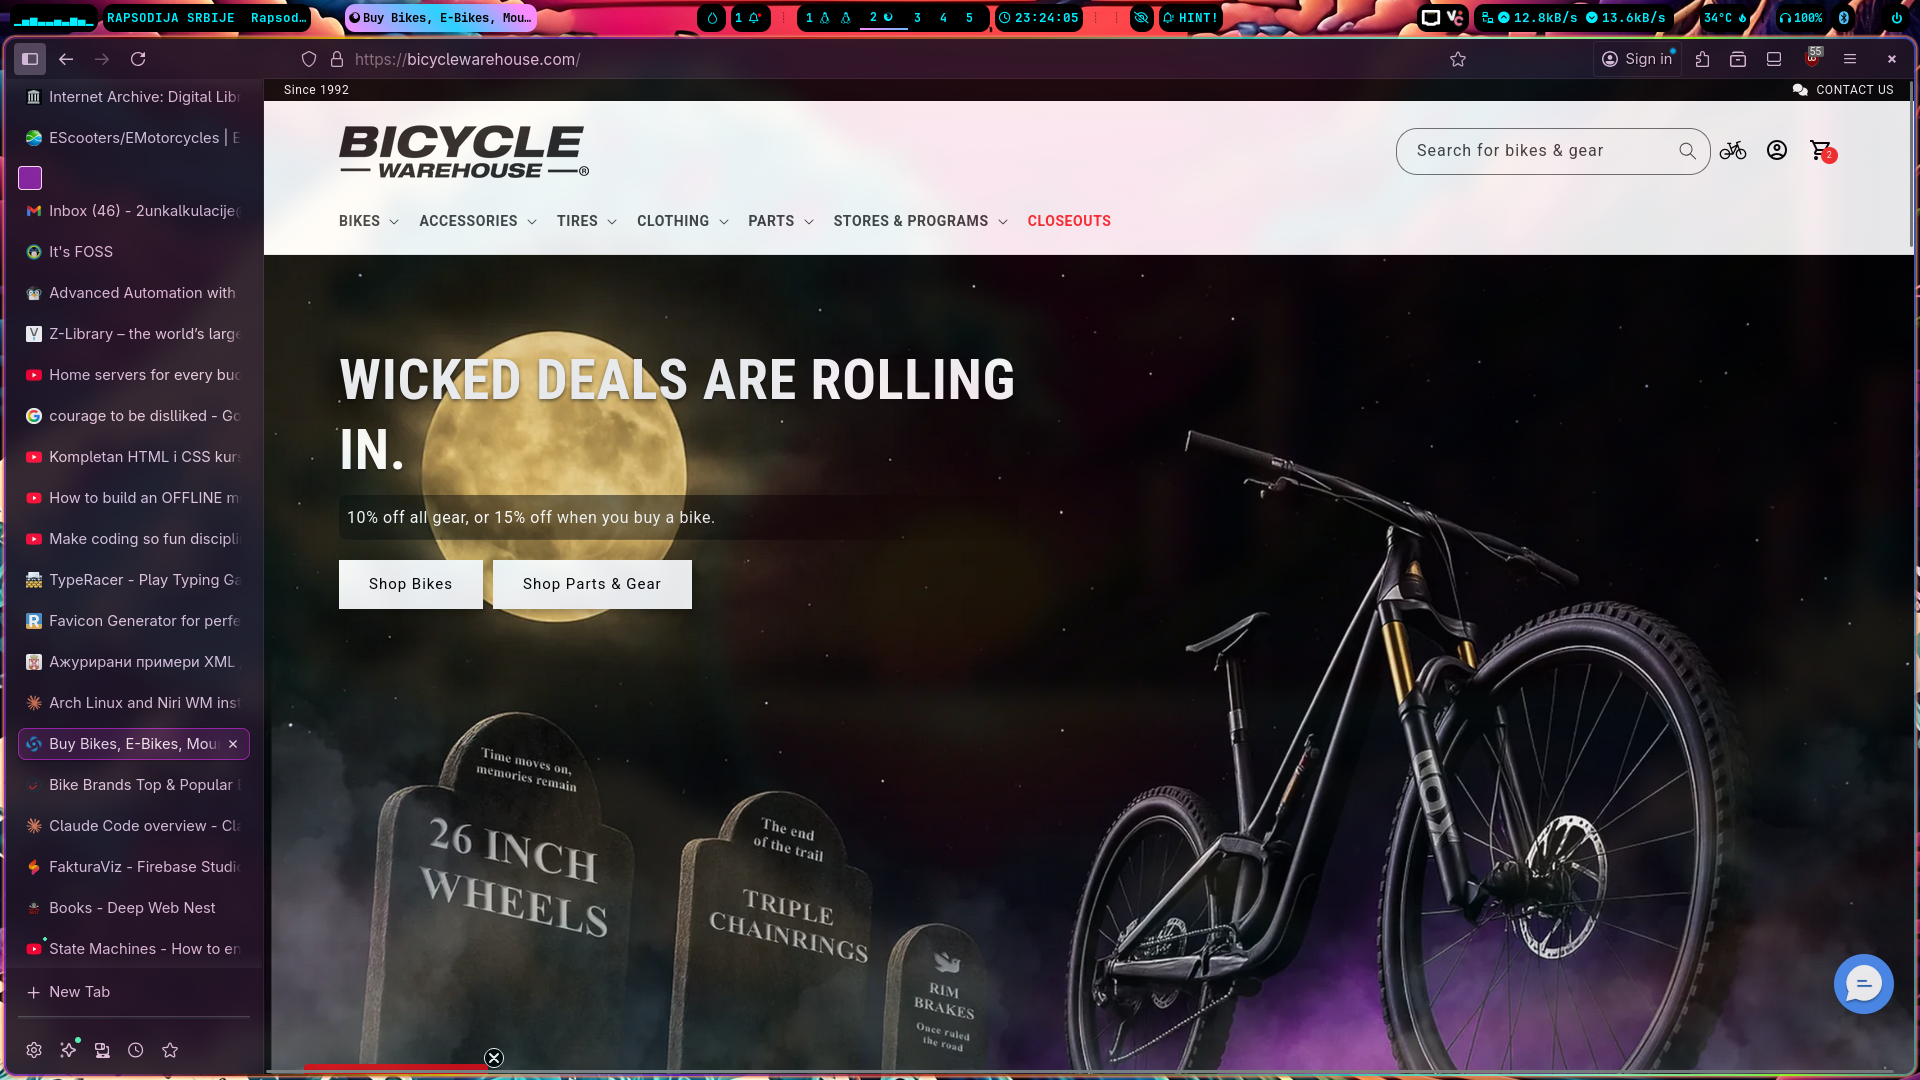 RAPSODIJA SRBIJE Rapsod…
Buy Bikes, E-Bikes, Mou…
1
1
2
3
4
5
23:24:05
HINT!
12.8kB/s
13.6kB/s
34°C
100%
https://bicyclewarehouse.com/
Sign in
55
Internet Archive: Digital Libr
EScooters/EMotorcycles | E
Inbox (46) - 2unkalkulacije@
It's FOSS
Advanced Automation with
Z-Library – the world's large
Home servers for every bud
courage to be dislliked - Go
Kompletan HTML i CSS kurs
How to build an OFFLINE m
Make coding so fun discipli
TypeRacer - Play Typing Ga
Favicon Generator for perfe
Ажурирани примери XML
Arch Linux and Niri WM inst
Buy Bikes, E-Bikes, Mou
Bike Brands Top & Popular
Claude Code overview - Cla
FakturaViz - Firebase Studio
Books - Deep Web Nest
State Machines - How to en
New Tab
Since 1992
CONTACT US
BICYCLE
WAREHOUSE®
Search for bikes & gear
2
BIKES
ACCESSORIES
TIRES
CLOTHING
PARTS
STORES & PROGRAMS
CLOSEOUTS
WICKED DEALS ARE ROLLING
IN.
10% off all gear, or 15% off when you buy a bike.
Shop Bikes
Shop Parts & Gear
Time moves on,
memories remain
26 INCH
WHEELS
The end
of the trail
TRIPLE
CHAINRINGS
RIM
BRAKES
Once ruled
the road
FOX